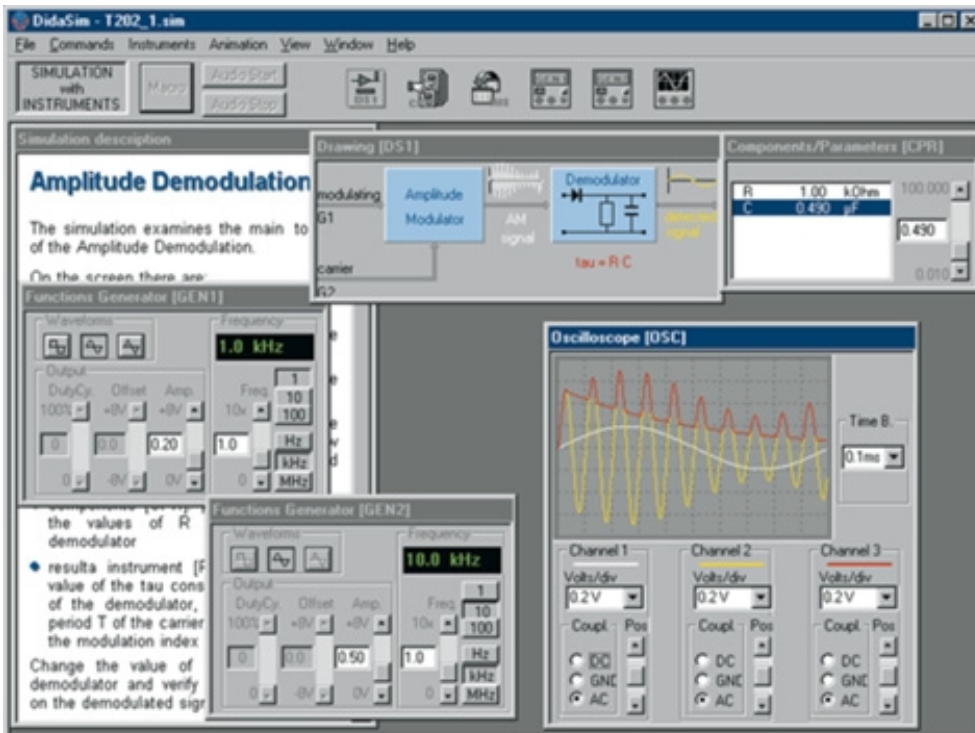 DidaSim - T202_1.sim
File Commands Instruments Animation View Window Help
SIMULATION
with
INSTRUMENTS
Macro
Audio Start
Audio Stop
DS1
GEN1
GEN1
Simulation description
Amplitude Demodulation
The simulation examines the main to
of the Amplitude Demodulation.
On the screen there are:
the values of R
demodulator
resulta instrument [R
value of the tau cons
of the demodulator,
period T of the carrier
the modulation index
Change the value of
demodulator and verify
on the demodulated sigr
Drawing [DS1]
modulating
G1
Amplitude
Modulator
AM
signal
Demodulator
detected
signal
carrier
G2
tau = R C
Components/Parameters [CPR]
R 1.00 kOhm
C 0.490 µF
100.000
0.490
0.010
Functions Generator [GEN1]
Waveforms
Frequency
1.0 kHz
Output
DutyCy. Offset Amp.
100% +8V +8V
0 0.0 0.20
0 -8V 0V
Freq.
10x
1.0
0
1
10
100
Hz
kHz
MHz
Functions Generator [GEN2]
Waveforms
Frequency
10.0 kHz
Output
DutyCy. Offset Amp.
100% +8V +8V
0 0.0 0.50
0 -8V 0V
Freq.
10x
1.0
0
1
10
100
Hz
kHz
MHz
Oscilloscope [OSC]
Time B.
0.1ms
Channel 1 Channel 2 Channel 3
Volts/div Volts/div Volts/div
0.2 V 0.2 V 0.2 V
Coupl. Pos Coupl. Pos Coupl. Pos
DC DC DC
GND GND GND
AC AC AC